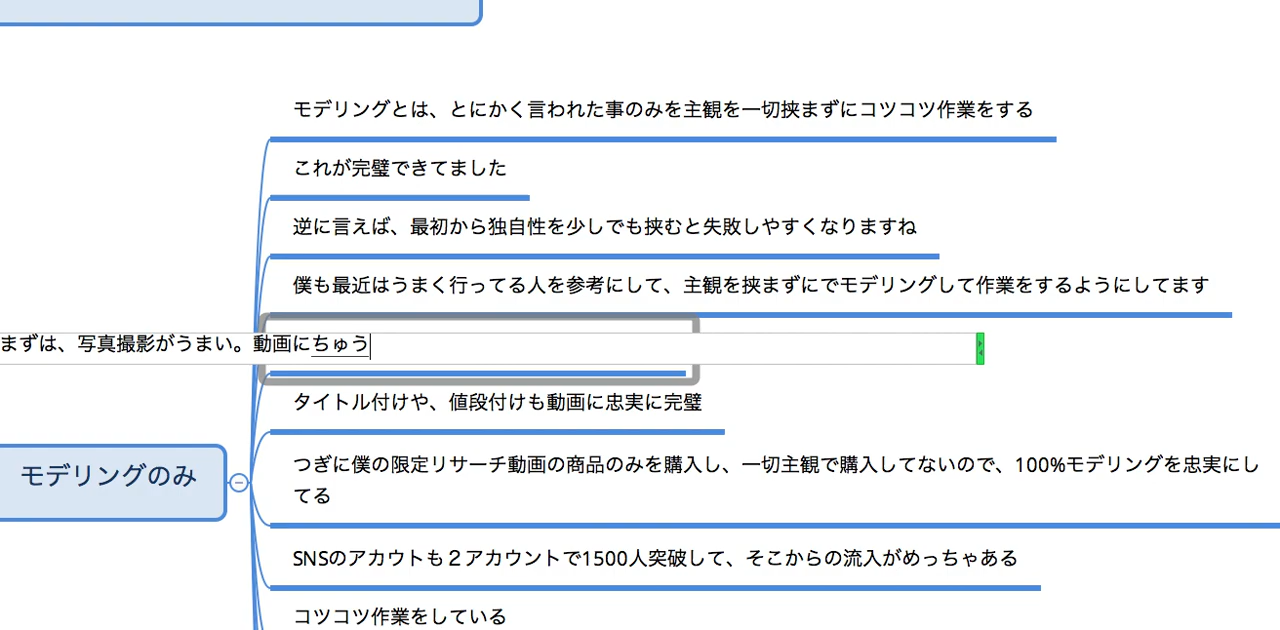 モデリングとは、とにかく言われた事のみを主観を一切挟まずにコツコツ作業をする
これが完璧できてました
逆に言えば、最初から独自性を少しでも挟むと失敗しやすくなりますね
僕も最近はうまく行ってる人を参考にして、主観を挟まずにでモデリングして作業をするようにしてます
まずは、写真撮影がうまい。動画にちゅう
タイトル付けや、値段付けも動画に忠実に完璧
モデリングのみ
つぎに僕の限定リサーチ動画の商品のみを購入し、一切主観で購入してないので、100%モデリングを忠実にし
てる
SNSのアカウトも２アカウントで1500人突破して、そこからの流入がめっちゃある
コツコツ作業をしている